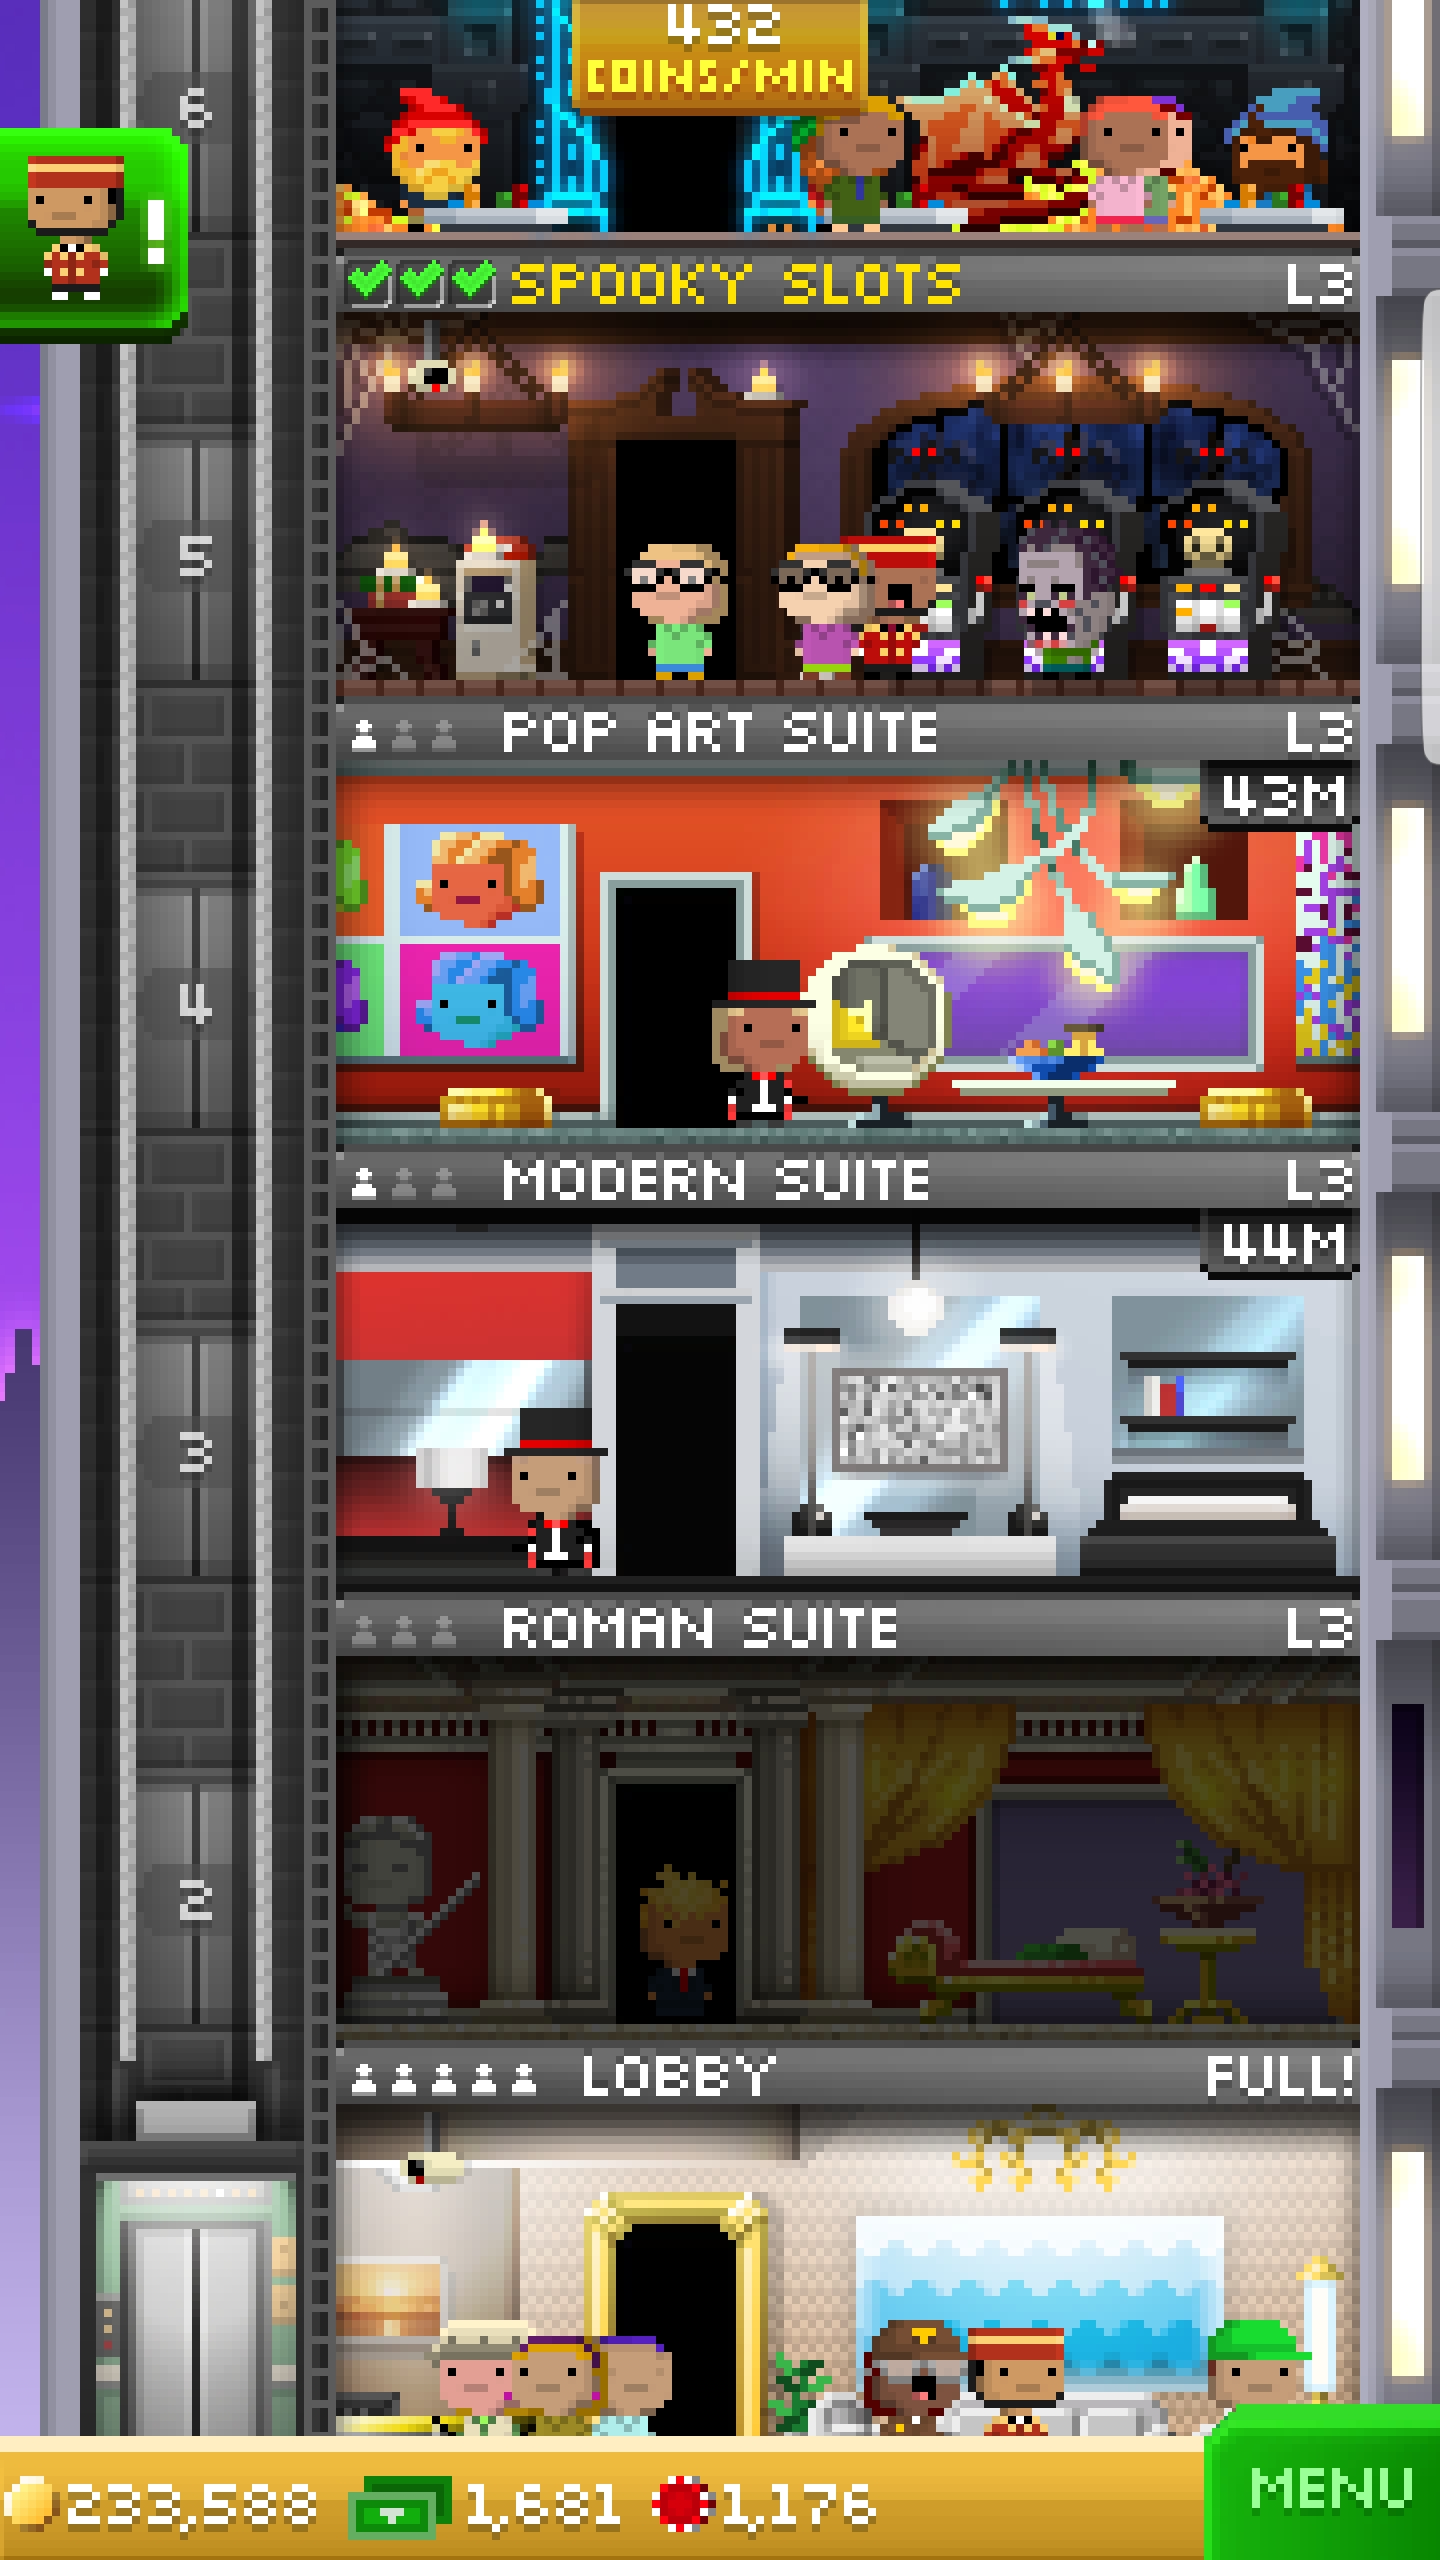 432
COINS/MIN
6
!
SPOOKY SLOTS L3
5
POP ART SUITE L3
43M
4
MODERN SUITE L3
44M
3
ROMAN SUITE L3
2
LOBBY FULL!
233,588 1,681 1,176
MENU